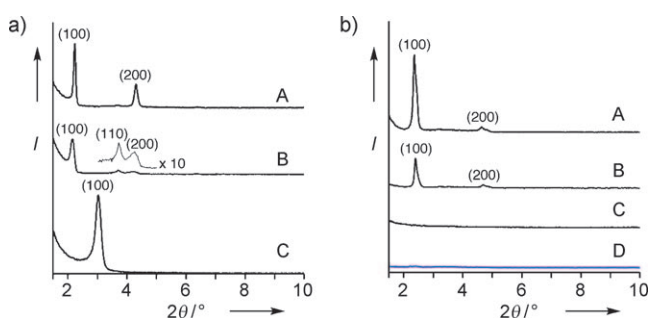 a)
(100)
(200)
A
(100)
(110)
(200)
x 10
B
(100)
C
I
2 4 6 8 10
2θ/°
b)
(100)
(200)
A
(100)
(200)
B
C
D
2 4 6 8 10
2θ/°